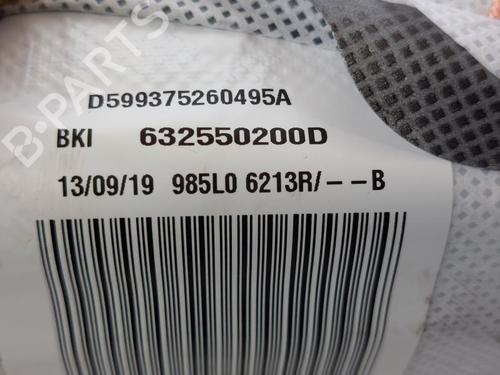 B-PARTS
D599375260495A
BKI 632550200D
13/09/19 985L0 6213R/--B